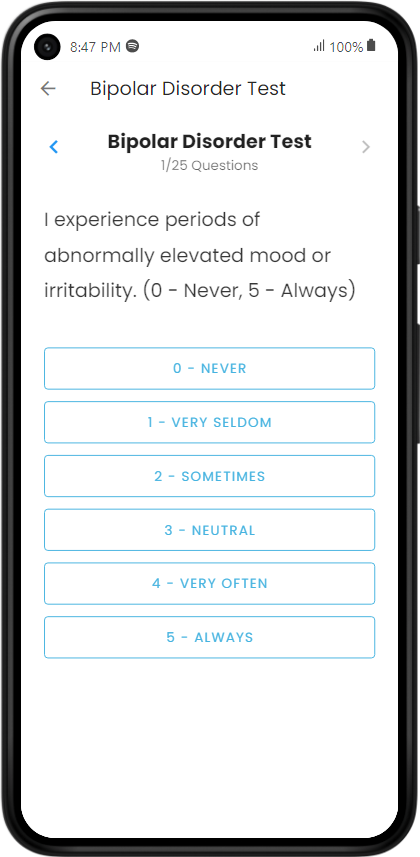 8:47 PM 100%
Bipolar Disorder Test
Bipolar Disorder Test
1/25 Questions
I experience periods of
abnormally elevated mood or
irritability. (0 - Never, 5 - Always)
0 - NEVER
1 - VERY SELDOM
2 - SOMETIMES
3 - NEUTRAL
4 - VERY OFTEN
5 - ALWAYS